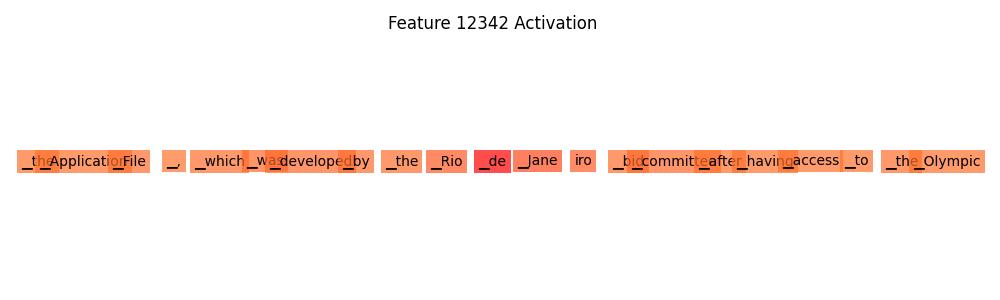 Feature 12342 Activation
__the __Application __File __, __which __was __developed __by __the __Rio __de __Jane iro __bid __committee __after __having __access __to __the __Olympic